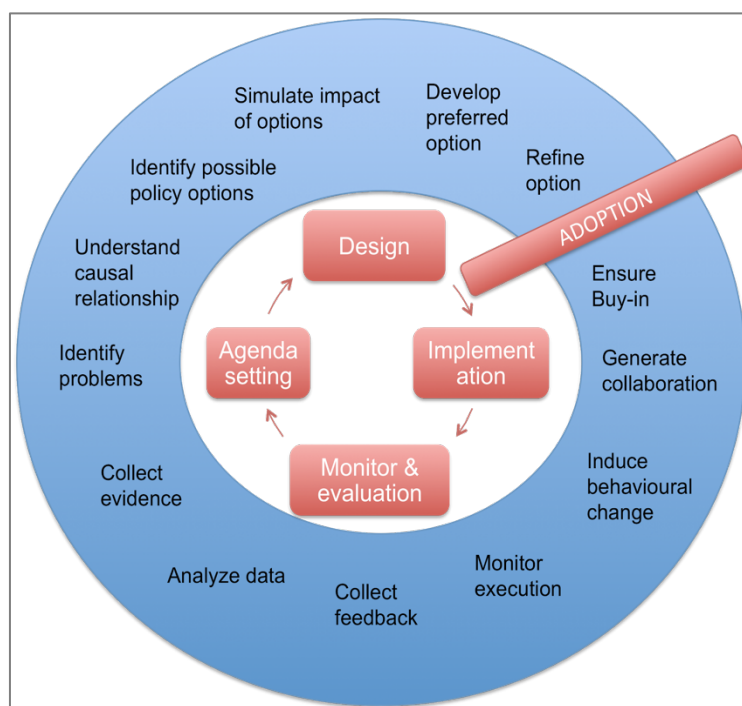 Simulate impact
of options
Develop
preferred
option
Refine
option
ADOPTION
Identify possible
policy options
Understand
causal
relationship
Identify
problems
Collect
evidence
Analyze data
Collect
feedback
Monitor
execution
Induce
behavioural
change
Generate
collaboration
Ensure
Buy-in
Design
Implement
ation
Monitor &
evaluation
Agenda
setting